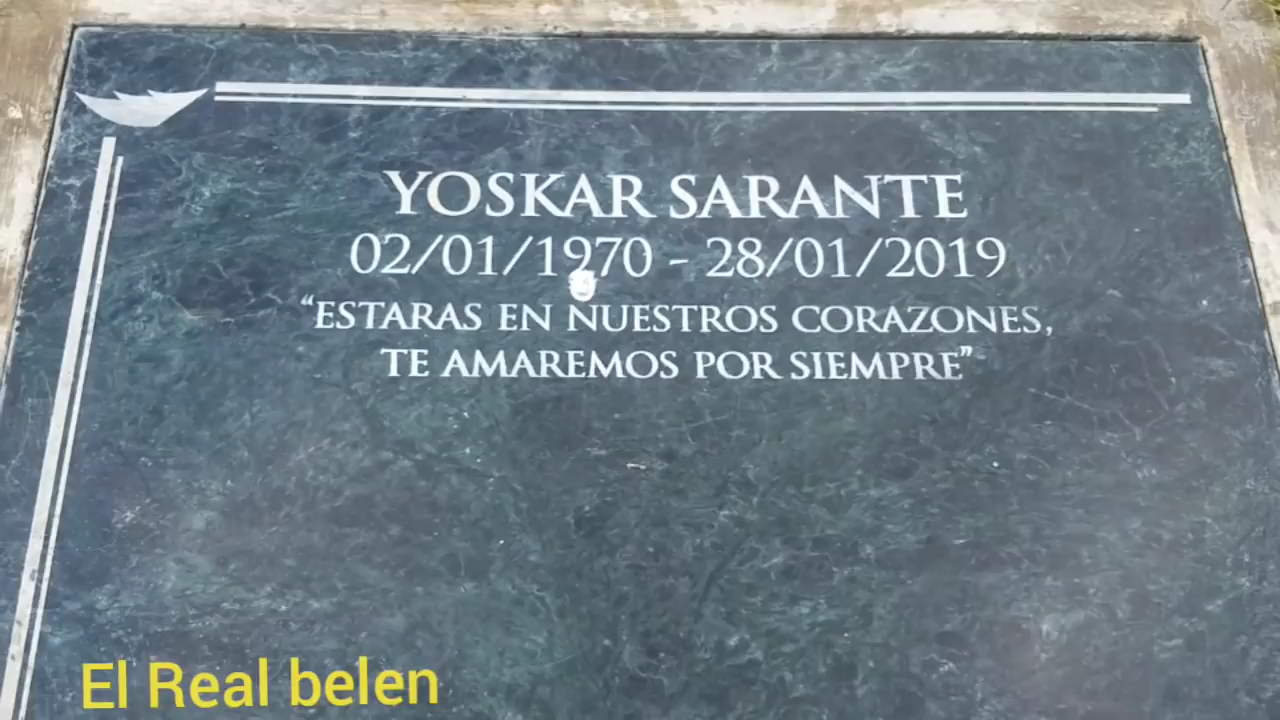 YOSKAR SARANTE
02/01/1970 - 28/01/2019
“ESTARAS EN NUESTROS CORAZONES,
TE AMAREMOS POR SIEMPRE”
El Real belen